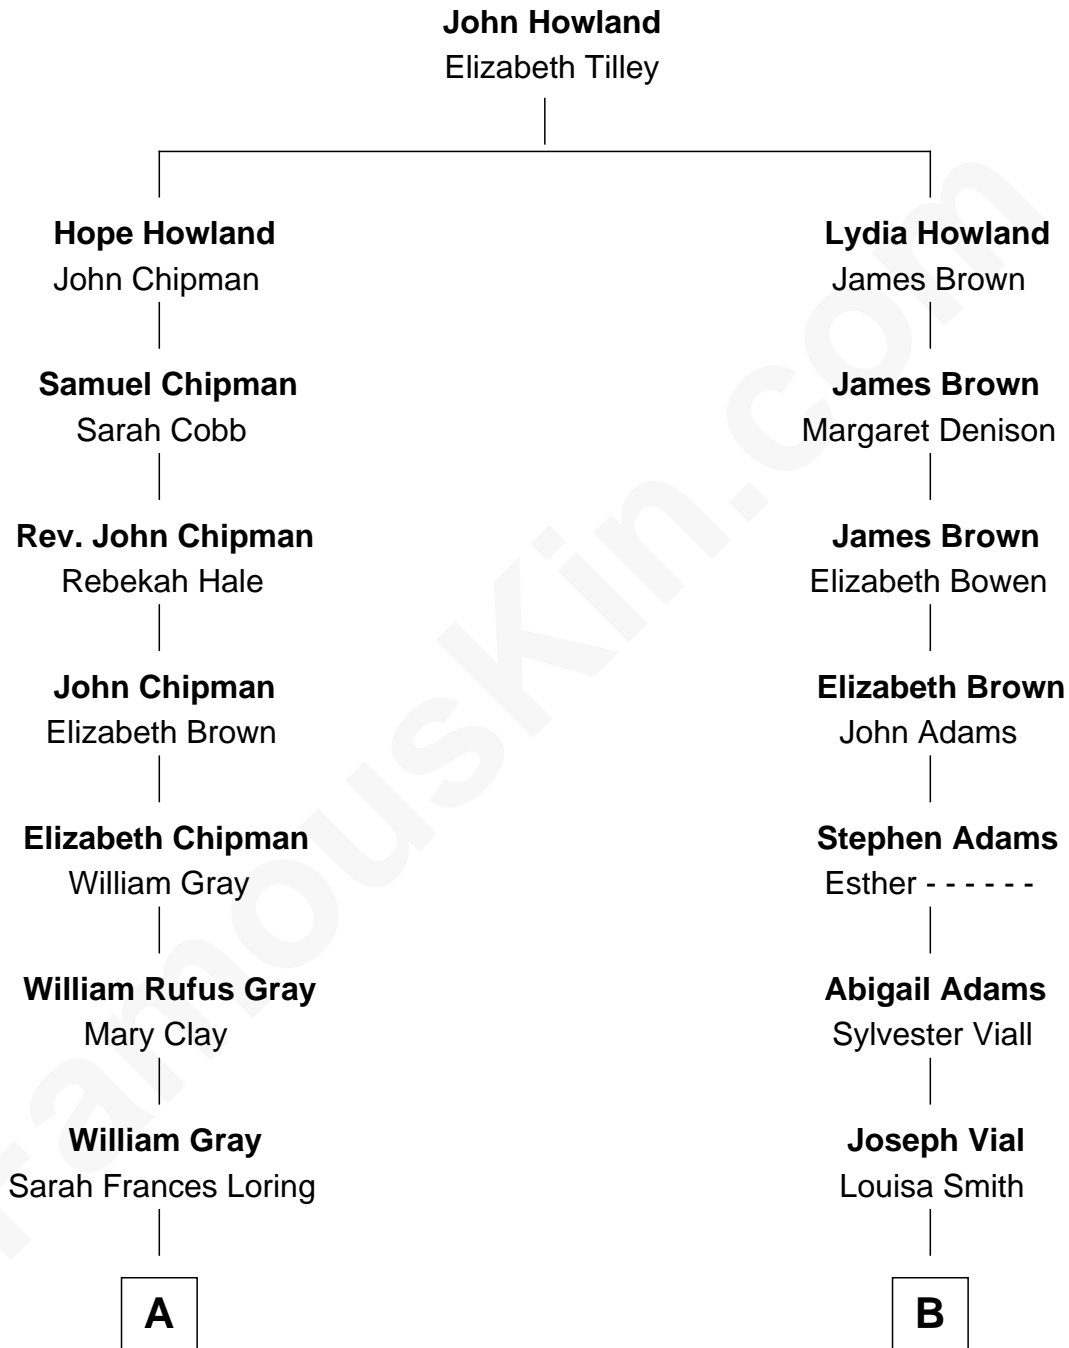 John Howland
Elizabeth Tilley
Hope Howland
John Chipman
Lydia Howland
James Brown
Samuel Chipman
Sarah Cobb
James Brown
Margaret Denison
Rev. John Chipman
Rebekah Hale
James Brown
Elizabeth Bowen
John Chipman
Elizabeth Brown
Elizabeth Brown
John Adams
Elizabeth Chipman
William Gray
Stephen Adams
Esther - - - - - -
William Rufus Gray
Mary Clay
Abigail Adams
Sylvester Viall
William Gray
Sarah Frances Loring
Joseph Vial
Louisa Smith
A
B
famouskin.com